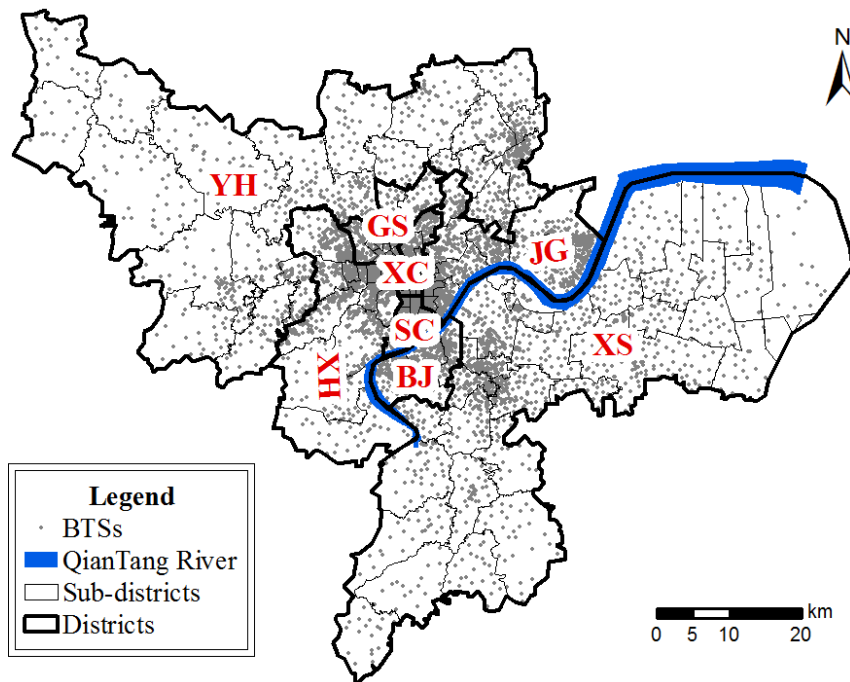 N
YH
GS
XC
JG
SC
XS
HX
BJ
Legend
BTSs
QianTang River
Sub-districts
Districts
km
0 5 10 20